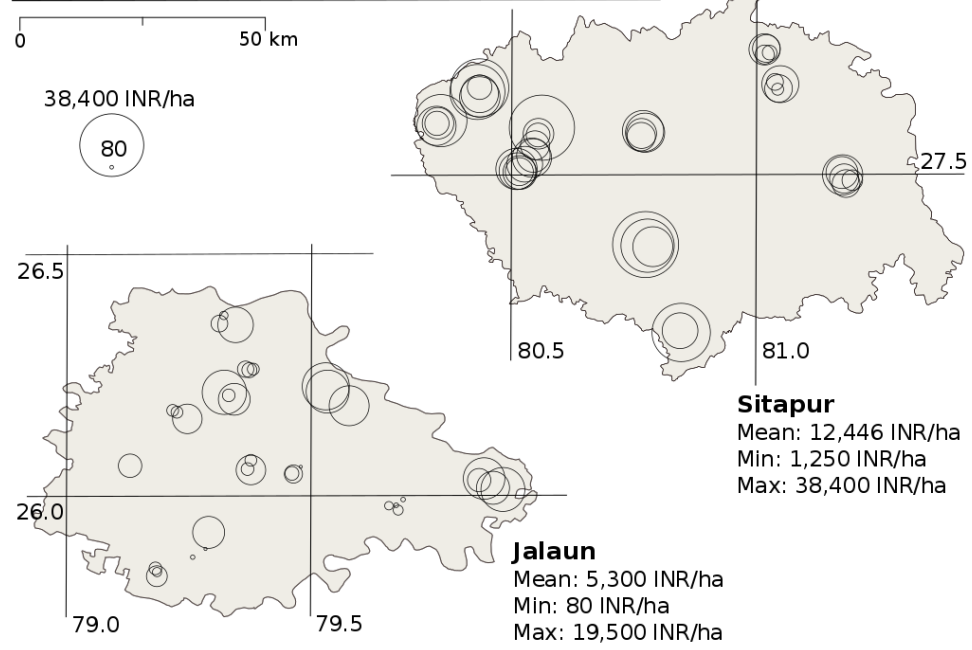 0
50 km
38,400 INR/ha
80
27.5
26.5
80.5
81.0
Sitapur
Mean: 12,446 INR/ha
Min: 1,250 INR/ha
Max: 38,400 INR/ha
26.0
Jalaun
Mean: 5,300 INR/ha
Min: 80 INR/ha
Max: 19,500 INR/ha
79.0
79.5